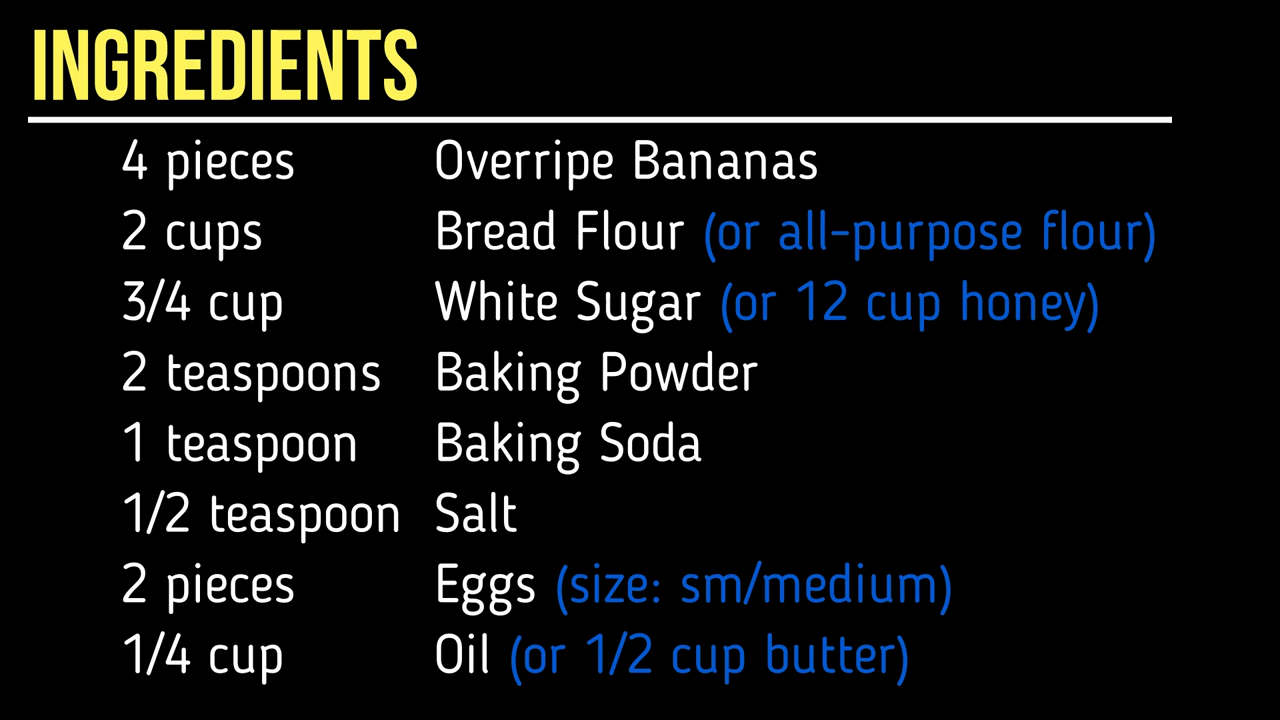 INGREDIENTS
4 pieces Overripe Bananas
2 cups Bread Flour (or all-purpose flour)
3/4 cup White Sugar (or 12 cup honey)
2 teaspoons Baking Powder
1 teaspoon Baking Soda
1/2 teaspoon Salt
2 pieces Eggs (size: sm/medium)
1/4 cup Oil (or 1/2 cup butter)